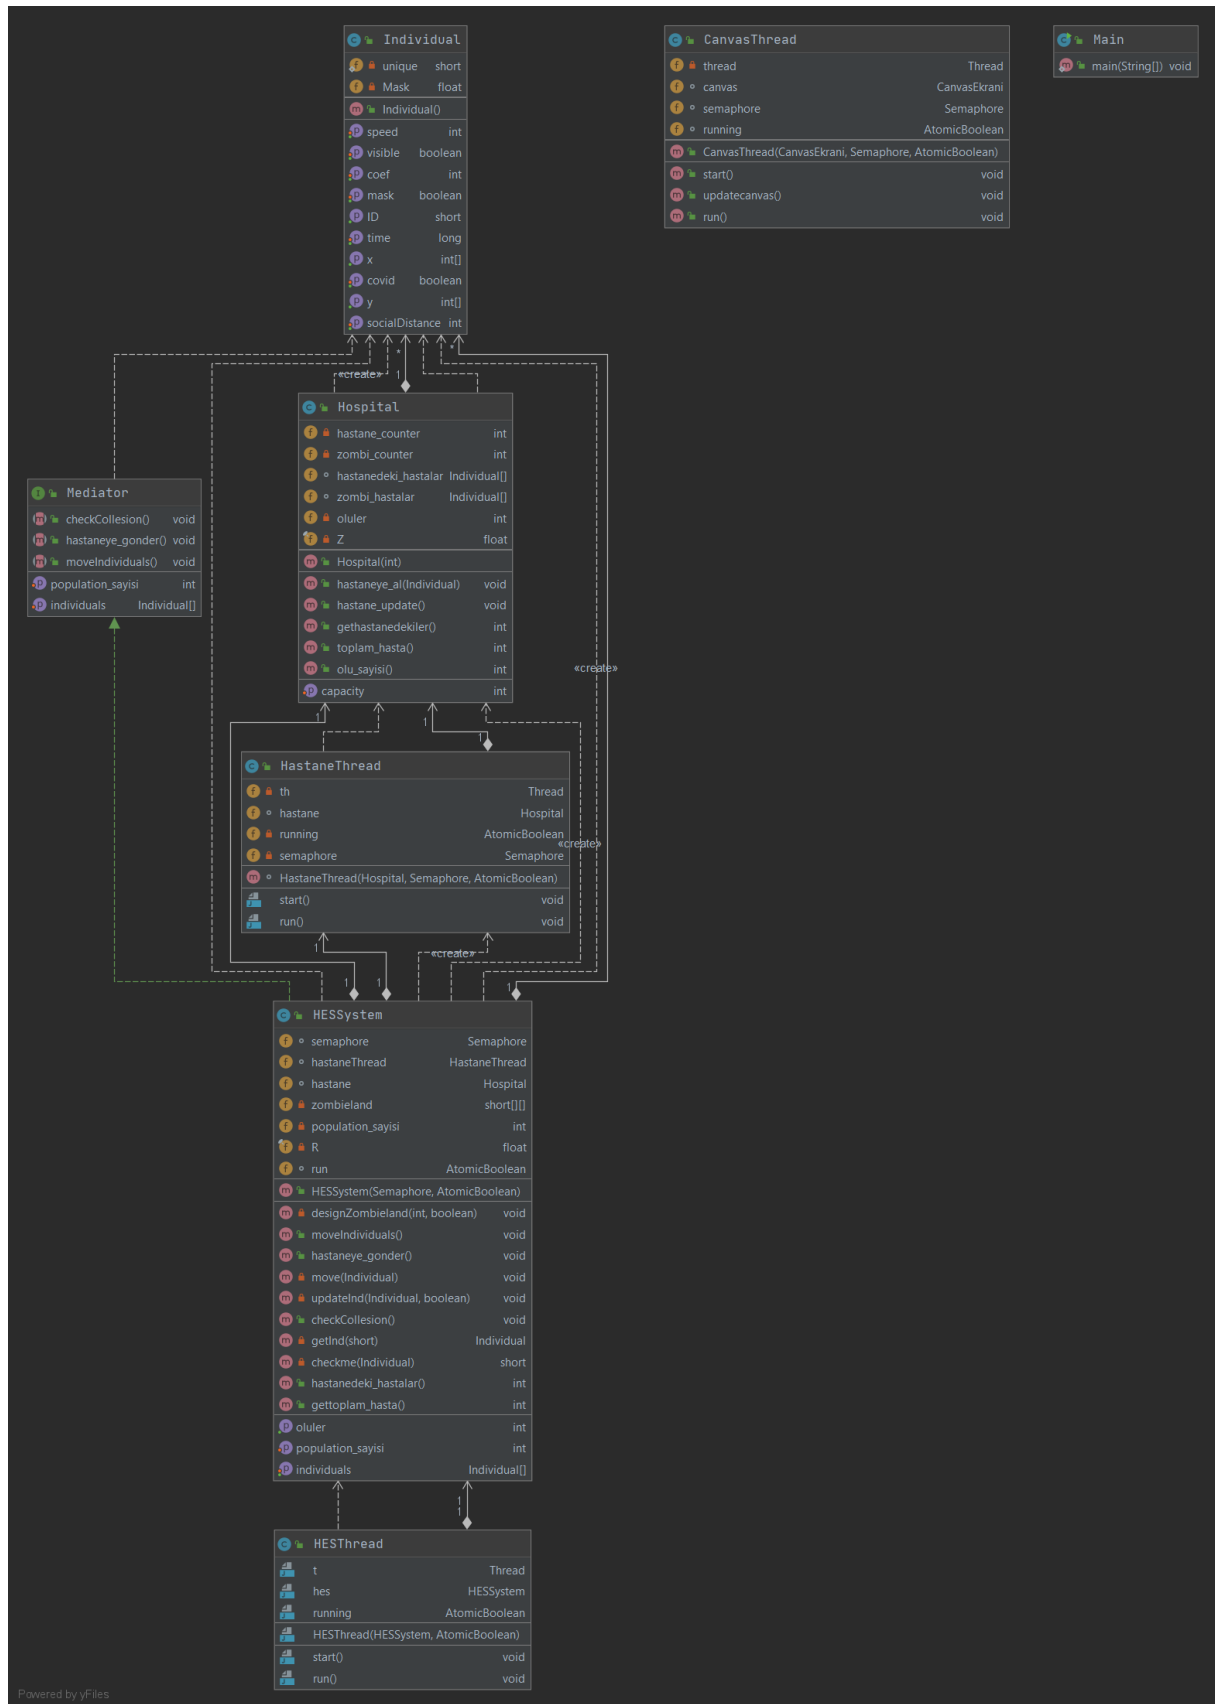 Individual
unique short
Mask float
Individual()
speed int
visible boolean
coef int
mask boolean
ID short
time long
x int[]
covid boolean
y int[]
socialDistance int
CanvasThread
thread Thread
canvas CanvasEkrani
semaphore Semaphore
running AtomicBoolean
CanvasThread(CanvasEkrani, Semaphore, AtomicBoolean)
start() void
updatecanvas() void
run() void
Main
main(String[]) void
* *
«create» 1
Hospital
hastane_counter int
zombi_counter int
hastanedeki_hastalar Individual[]
zombi_hastalar Individual[]
oluler int
Z float
Hospital(int)
hastaneye_al(Individual) void
hastane_update() void
gethastanedekiler() int
toplam_hasta() int
olu_sayisi() int
capacity int
Mediator
checkCollesion() void
hastaneye_gonder() void
moveIndividuals() void
population_sayisi int
individuals Individual[]
«create»
1 1
1
HastaneThread
th Thread
hastane Hospital
running AtomicBoolean
semaphore Semaphore
HastaneThread(Hospital, Semaphore, AtomicBoolean)
start() void
run() void
«create»
1 «create»
1 1 1
HESSystem
semaphore Semaphore
hastaneThread HastaneThread
hastane Hospital
zombieland short[][]
population_sayisi int
R float
run AtomicBoolean
HESSystem(Semaphore, AtomicBoolean)
designZombieland(int, boolean) void
moveIndividuals() void
hastaneye_gonder() void
move(Individual) void
updateInd(Individual, boolean) void
checkCollesion() void
getInd(short) Individual
checkme(Individual) short
hastanedeki_hastalar() int
gettoplam_hasta() int
oluler int
population_sayisi int
individuals Individual[]
1
1
HESThread
t Thread
hes HESSystem
running AtomicBoolean
HESThread(HESSystem, AtomicBoolean)
start() void
run() void
Powered by yFiles